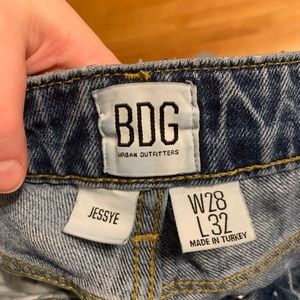 BDG
URBAN OUTFITTERS
JESSYE
W28
L32
MADE IN TURKEY